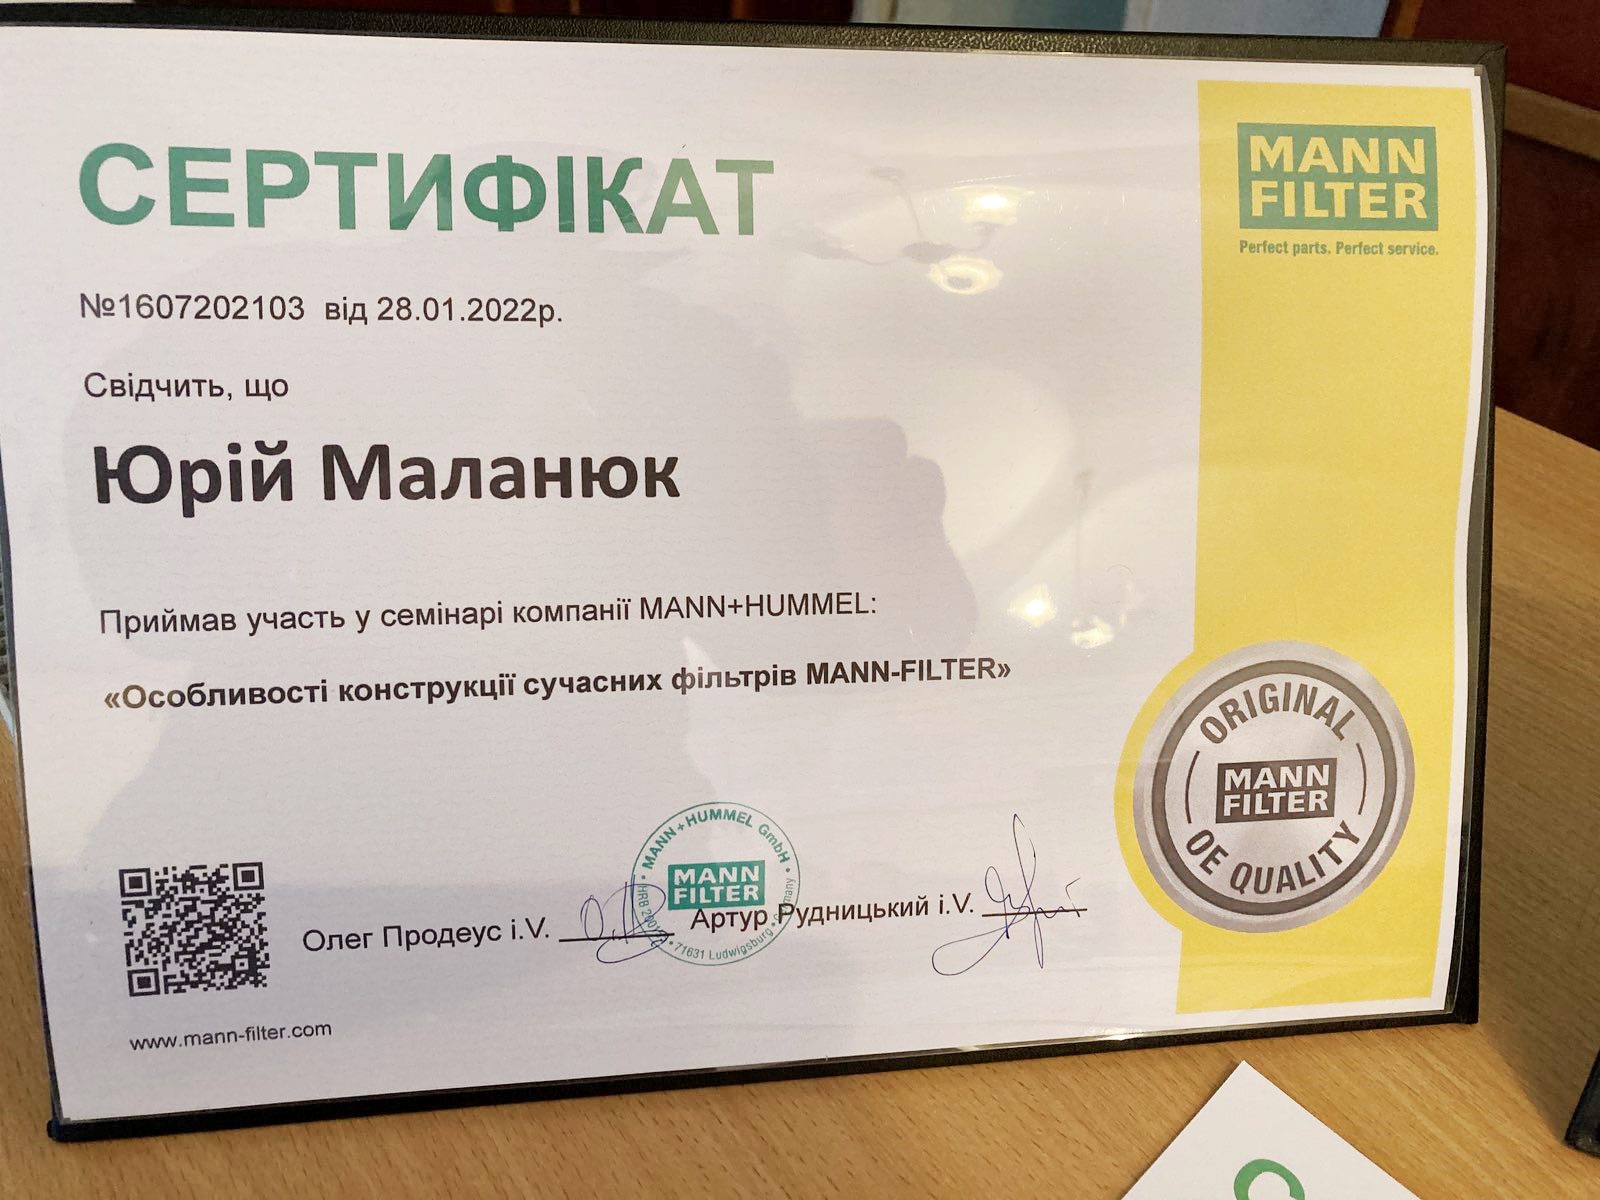 СЕРТИФІКАТ
№1607202103 від 28.01.2022р.
Свідчить, що
Юрій Маланюк
Приймав участь у семінарі компанії MANN+HUMMEL:
«Особливості конструкції сучасних фільтрів MANN-FILTER»
Олег Продеус i.V.
Артур Рудницький i.V.
MANN+HUMMEL GmbH
MANN
FILTER
71631 Ludwigsburg
www.mann-filter.com
MANN
FILTER
Perfect parts. Perfect service.
ORIGINAL
MANN
FILTER
OE QUALITY